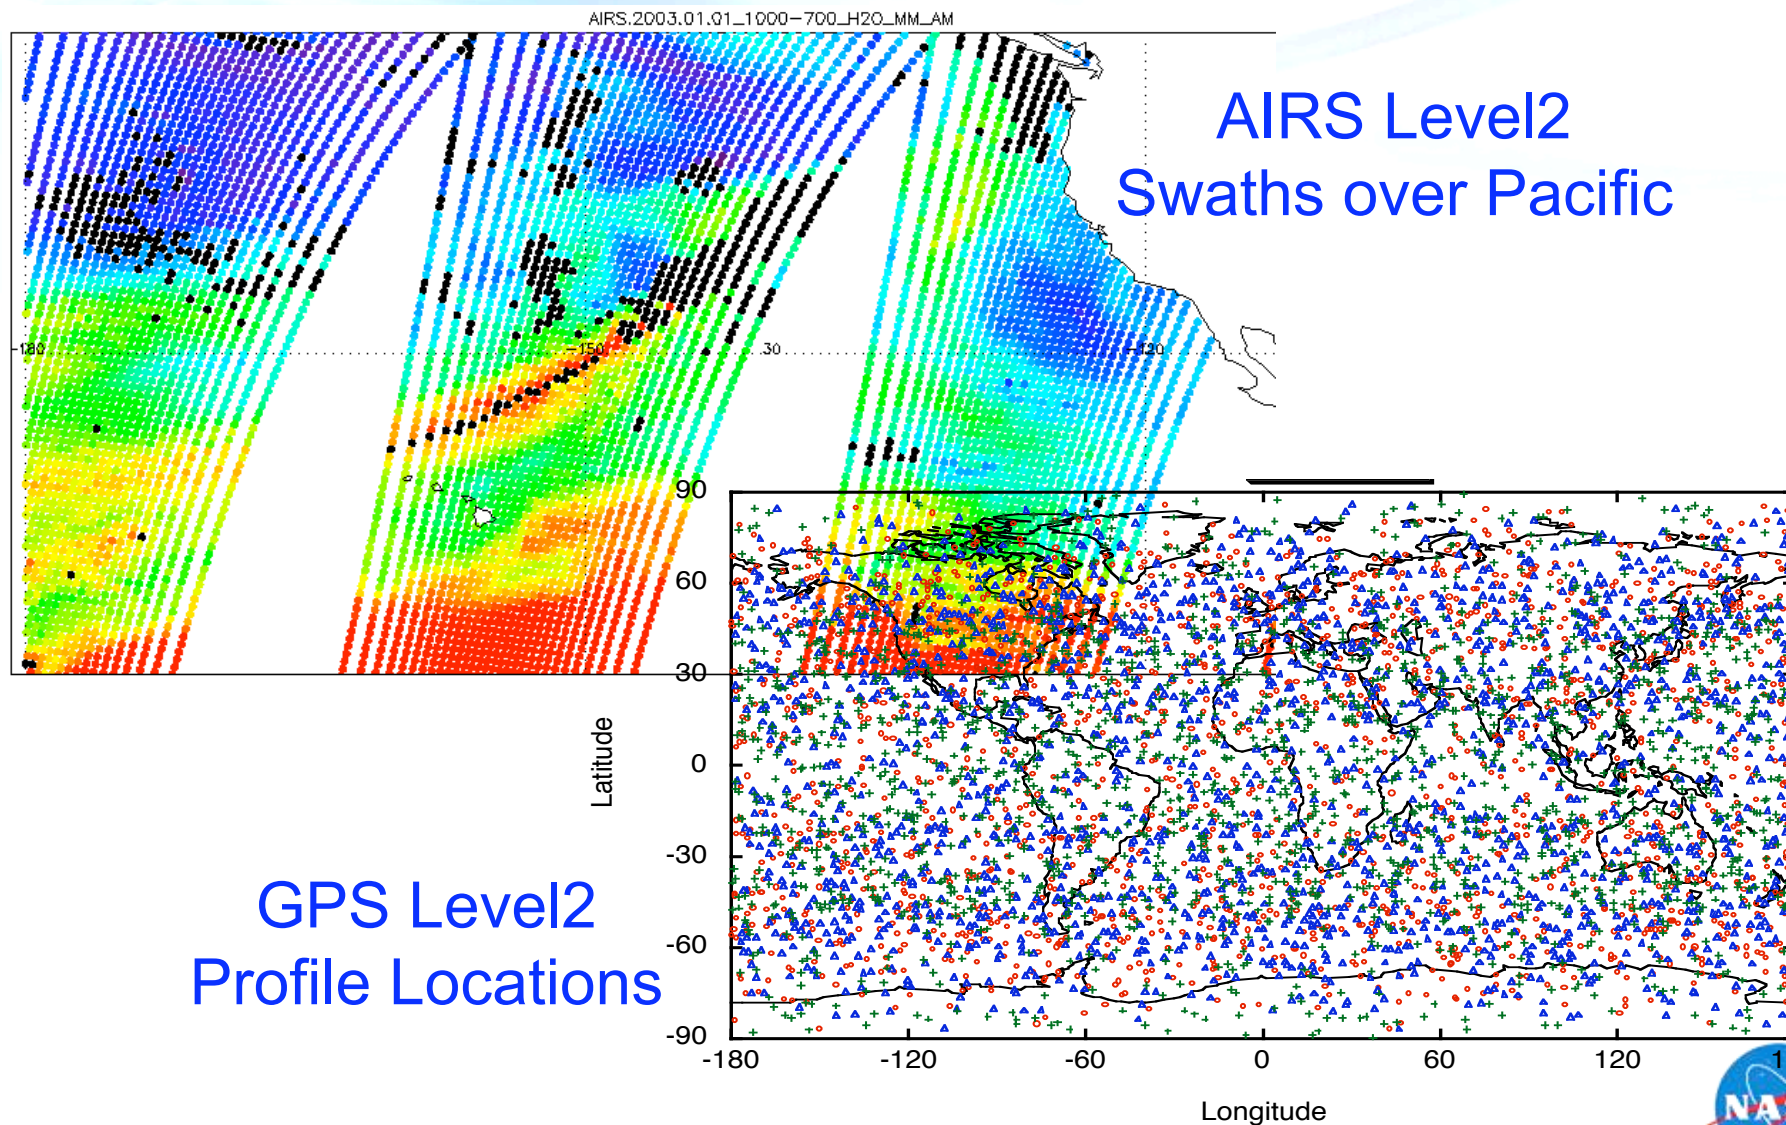 AIRS.2003.01.01_1000-700_H2O_MM_AM
AIRS Level2
Swaths over Pacific
-180
-150
30
-120
90
60
30
0
-30
-60
-90
Latitude
GPS Level2
Profile Locations
-180
-120
-60
0
60
120
Longitude